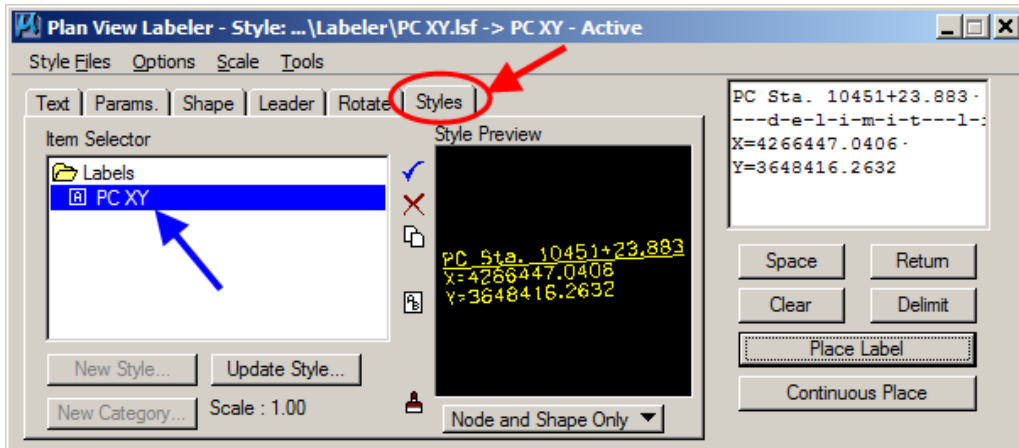 Plan View Labeler - Style: ...\Labeler\PC XY.lsf -> PC XY - Active
Style Files Options Scale Tools
Text Params. Shape Leader Rotate Styles
Item Selector
Labels
PC XY
Style Preview
PC Sta. 10451+23.883
X=4266447.0406
Y=3648416.2632
New Style...
Update Style...
New Category...
Scale : 1.00
Node and Shape Only
PC Sta. 10451+23.883·
---d-e-l-i-m-i-t---l-i
X=4266447.0406·
Y=3648416.2632
Space Return
Clear Delimit
Place Label
Continuous Place